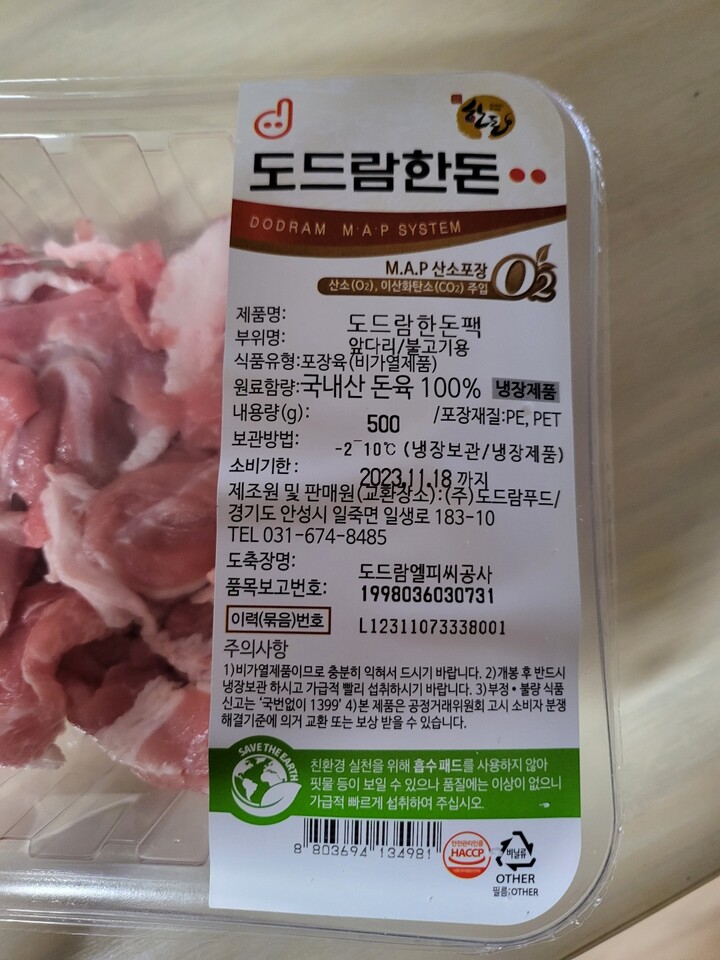 한돈
도드람한돈
DODRAM M·A·P SYSTEM
M.A.P 산소포장 O2
산소(O2), 이산화탄소(CO2) 주입
제품명: 도드람한돈팩
부위명: 앞다리/불고기용
식품유형:포장육(비가열제품)
원료함량:국내산 돈육 100% 냉장제품
내용량(g): 500 /포장재질:PE, PET
보관방법: -2~10℃ (냉장보관/냉장제품)
소비기한: 2023.11.18 까지
제조원 및 판매원(교환장소):(주)도드람푸드/
경기도 안성시 일죽면 일생로 183-10
TEL 031-674-8485
도축장명: 도드람엘피씨공사
품목보고번호: 1998036030731
이력(묶음)번호 L12311073338001
주의사항
1)비가열제품이므로 충분히 익혀서 드시기 바랍니다. 2)개봉 후 반드시
냉장보관 하시고 가급적 빨리 섭취하시기 바랍니다. 3)부정•불량 식품
신고는 '국번없이 1399' 4)본 제품은 공정거래위원회 고시 소비자 분쟁
해결기준에 의거 교환 또는 보상 받을 수 있습니다.
SAVE THE EARTH
친환경 실천을 위해 흡수패드를 사용하지 않아
핏물 등이 보일 수 있으나 품질에는 이상이 없으니
가급적 빠르게 섭취하여 주십시오.
8 803694 134981
안전관리인증
HACCP
비닐류
OTHER
필름:OTHER